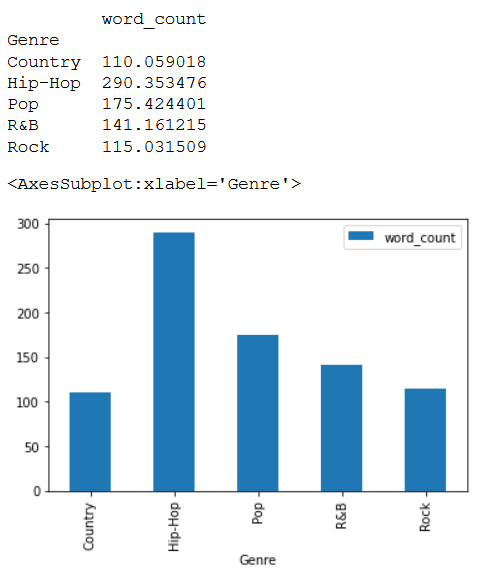 word_count
Genre
Country 110.059018
Hip-Hop 290.353476
Pop 175.424401
R&B 141.161215
Rock 115.031509
<AxesSubplot:xlabel='Genre'>
300
250
200
150
100
50
0
word_count
Country
Hip-Hop
Pop
R&B
Rock
Genre